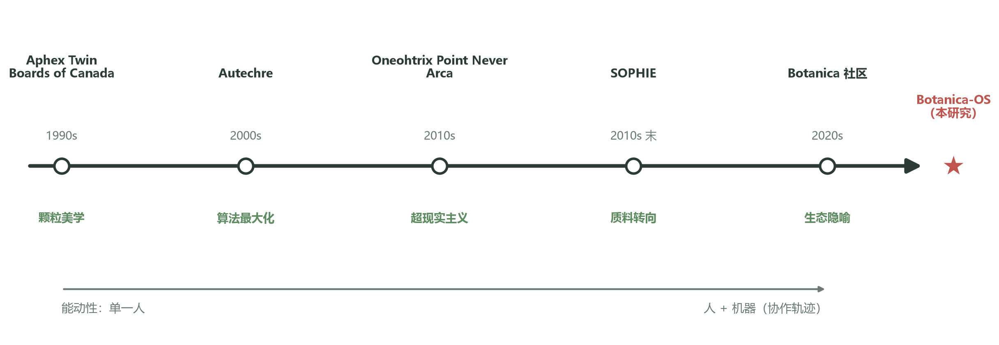 Aphex Twin
Boards of Canada
Autechre
Oneohtrix Point Never
Arca
SOPHIE
Botanica 社区
Botanica-OS
（本研究）
1990s
2000s
2010s
2010s 末
2020s
颗粒美学
算法最大化
超现实主义
质料转向
生态隐喻
能动性：单一人
人 + 机器（协作轨迹）